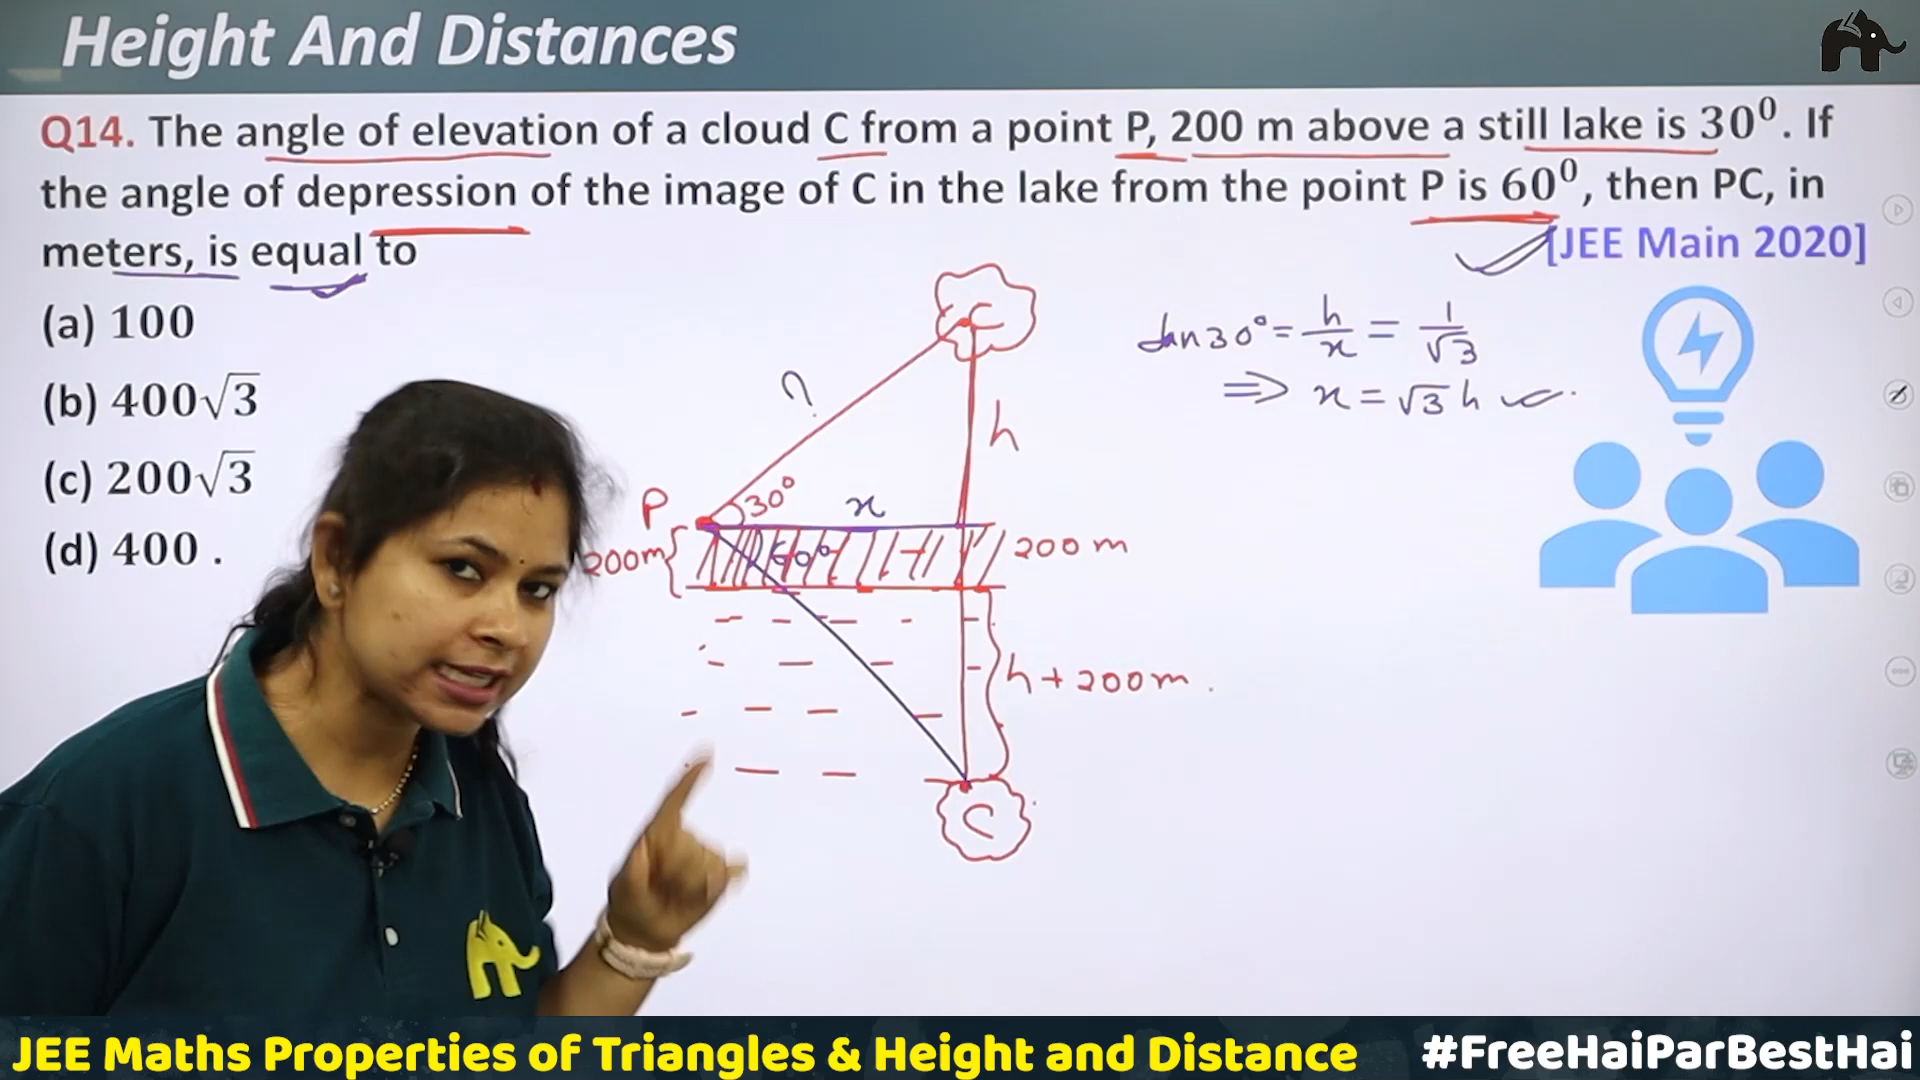 Height And Distances
Q14. The angle of elevation of a cloud C from a point P, 200 m above a still lake is 30⁰. If
the angle of depression of the image of C in the lake from the point P is 60⁰, then PC, in
meters, is equal to
[JEE Main 2020]
(a) 100
(b) 400√3
(c) 200√3
(d) 400 .
C
?
h
P
30°
x
200m
60°
200 m
h + 200m .
C
tan30° = h/x = 1/√3
⇒ x = √3 h
JEE Maths Properties of Triangles & Height and Distance
#FreeHaiParBestHai